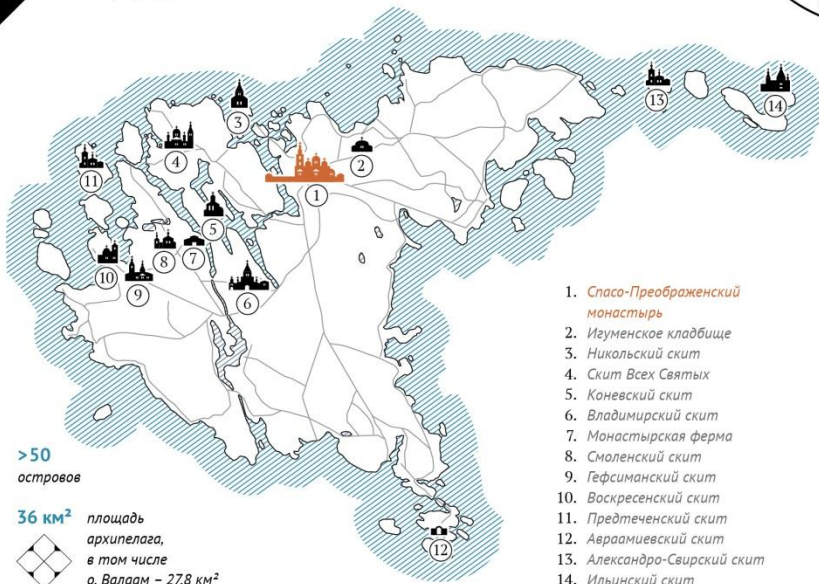 3
14
13
4
2
11
1
5
8
7
10
9
6
12
>50
островов
36 км² площадь
архипелага,
в том числе
о. Валаам – 27,8 км²
1. Спасо-Преображенский
монастырь
2. Игуменское кладбище
3. Никольский скит
4. Скит Всех Святых
5. Коневский скит
6. Владимирский скит
7. Монастырская ферма
8. Смоленский скит
9. Гефсиманский скит
10. Воскресенский скит
11. Предтеченский скит
12. Авраамиевский скит
13. Александро-Свирский скит
14. Ильинский скит